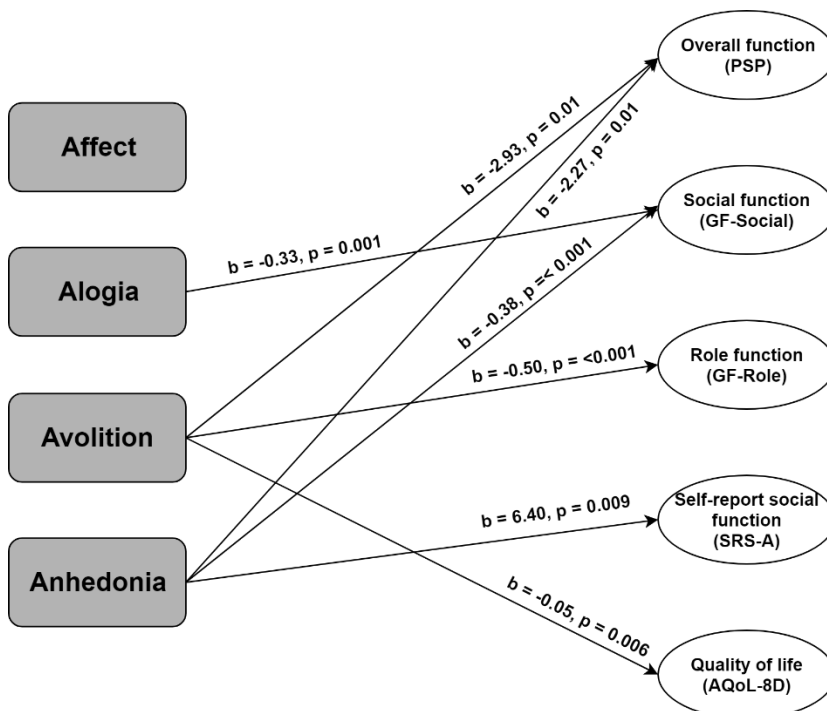 Overall function
(PSP)
Affect
b = -2.93, p = 0.01
b = -2.27, p = 0.01
Social function
(GF-Social)
Alogia
b = -0.33, p = 0.001
b = -0.38, p =< 0.001
Role function
(GF-Role)
b = -0.50, p = <0.001
Avolition
Self-report social
function
(SRS-A)
b = 6.40, p = 0.009
Anhedonia
b = -0.05, p = 0.006
Quality of life
(AQoL-8D)